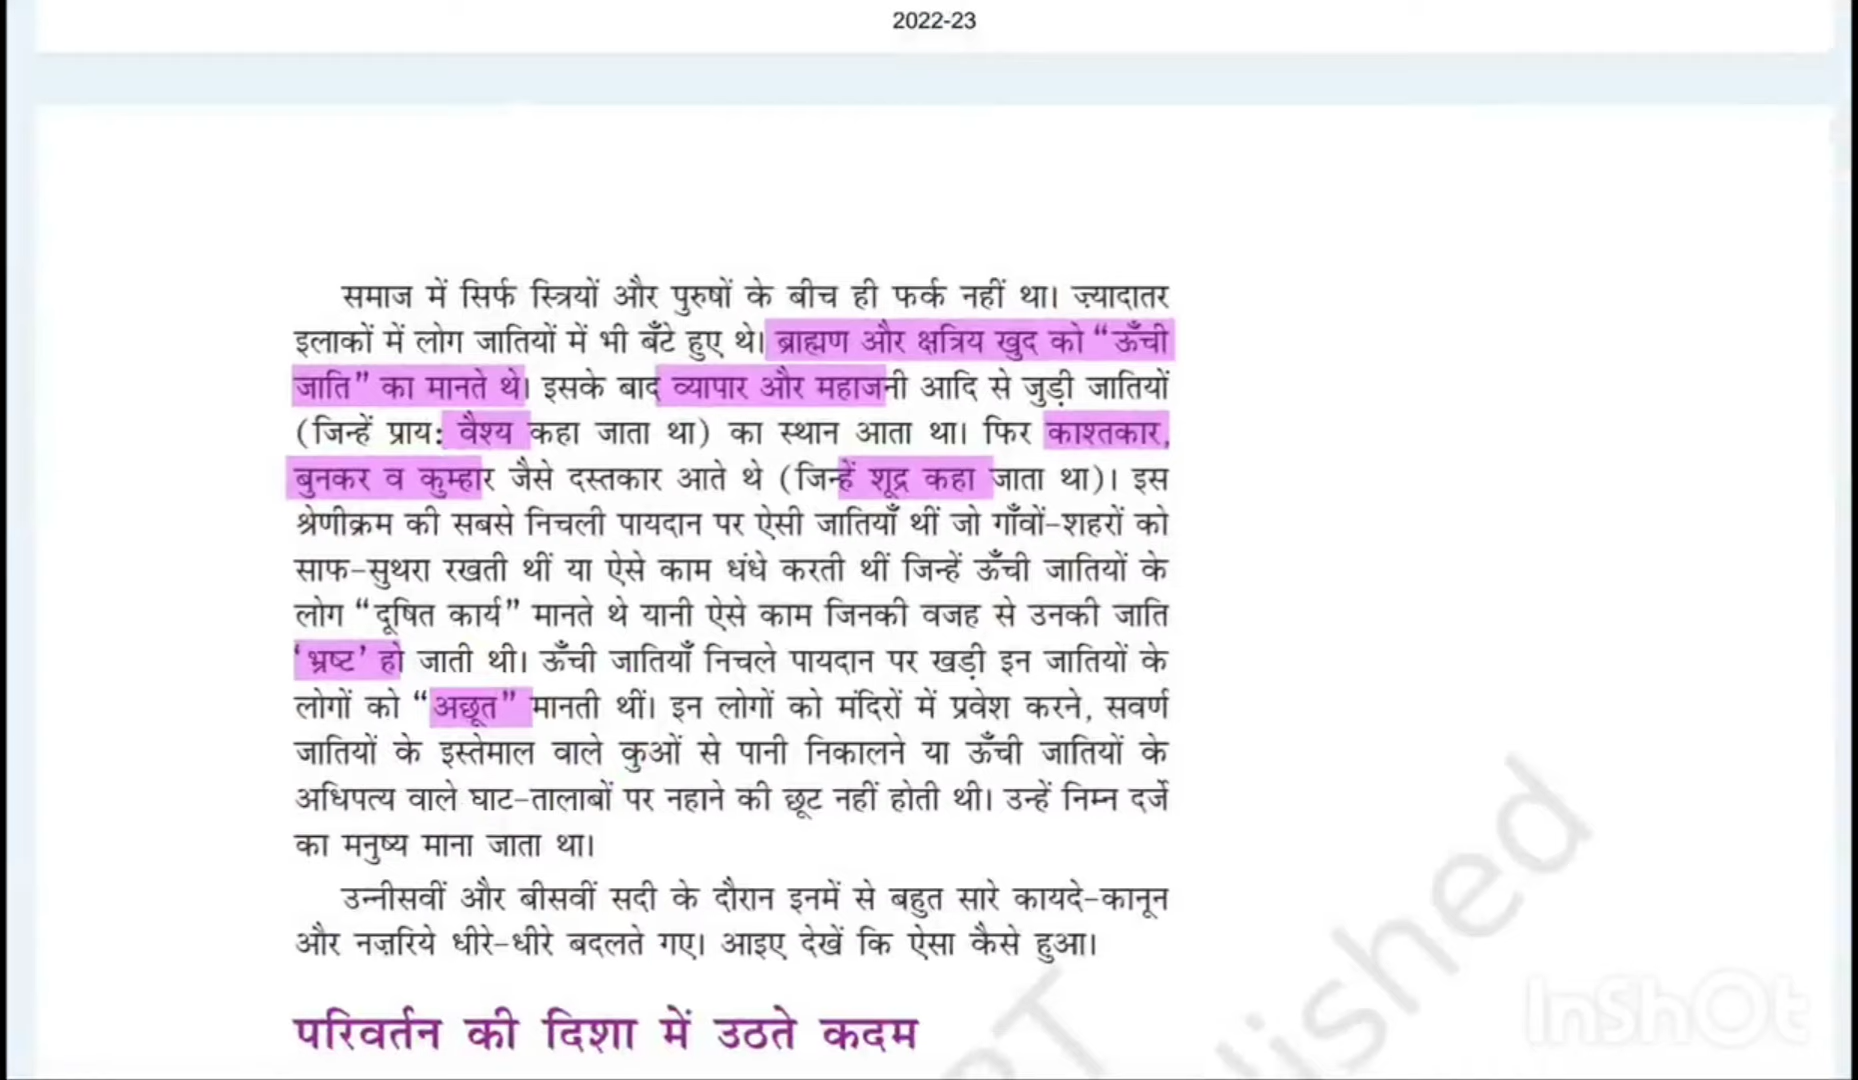 2022-23
समाज में सिर्फ स्त्रियों और पुरुषों के बीच ही फर्क नहीं था। ज़्यादातर
इलाकों में लोग जातियों में भी बँटे हुए थे। ब्राह्मण और क्षत्रिय खुद को “ऊँची
जाति” का मानते थे। इसके बाद व्यापार और महाजनी आदि से जुड़ी जातियों
(जिन्हें प्राय: वैश्य कहा जाता था) का स्थान आता था। फिर काश्तकार,
बुनकर व कुम्हार जैसे दस्तकार आते थे (जिन्हें शूद्र कहा जाता था)। इस
श्रेणीक्रम की सबसे निचली पायदान पर ऐसी जातियाँ थीं जो गाँवों-शहरों को
साफ-सुथरा रखती थीं या ऐसे काम धंधे करती थीं जिन्हें ऊँची जातियों के
लोग “दूषित कार्य” मानते थे यानी ऐसे काम जिनकी वजह से उनकी जाति
‘भ्रष्ट’ हो जाती थी। ऊँची जातियाँ निचले पायदान पर खड़ी इन जातियों के
लोगों को “अछूत” मानती थीं। इन लोगों को मंदिरों में प्रवेश करने, सवर्ण
जातियों के इस्तेमाल वाले कुओं से पानी निकालने या ऊँची जातियों के
अधिपत्य वाले घाट-तालाबों पर नहाने की छूट नहीं होती थी। उन्हें निम्न दर्जे
का मनुष्य माना जाता था।
उन्नीसवीं और बीसवीं सदी के दौरान इनमें से बहुत सारे कायदे-कानून
और नज़रिये धीरे-धीरे बदलते गए। आइए देखें कि ऐसा कैसे हुआ।
परिवर्तन की दिशा में उठते कदम
InShOt